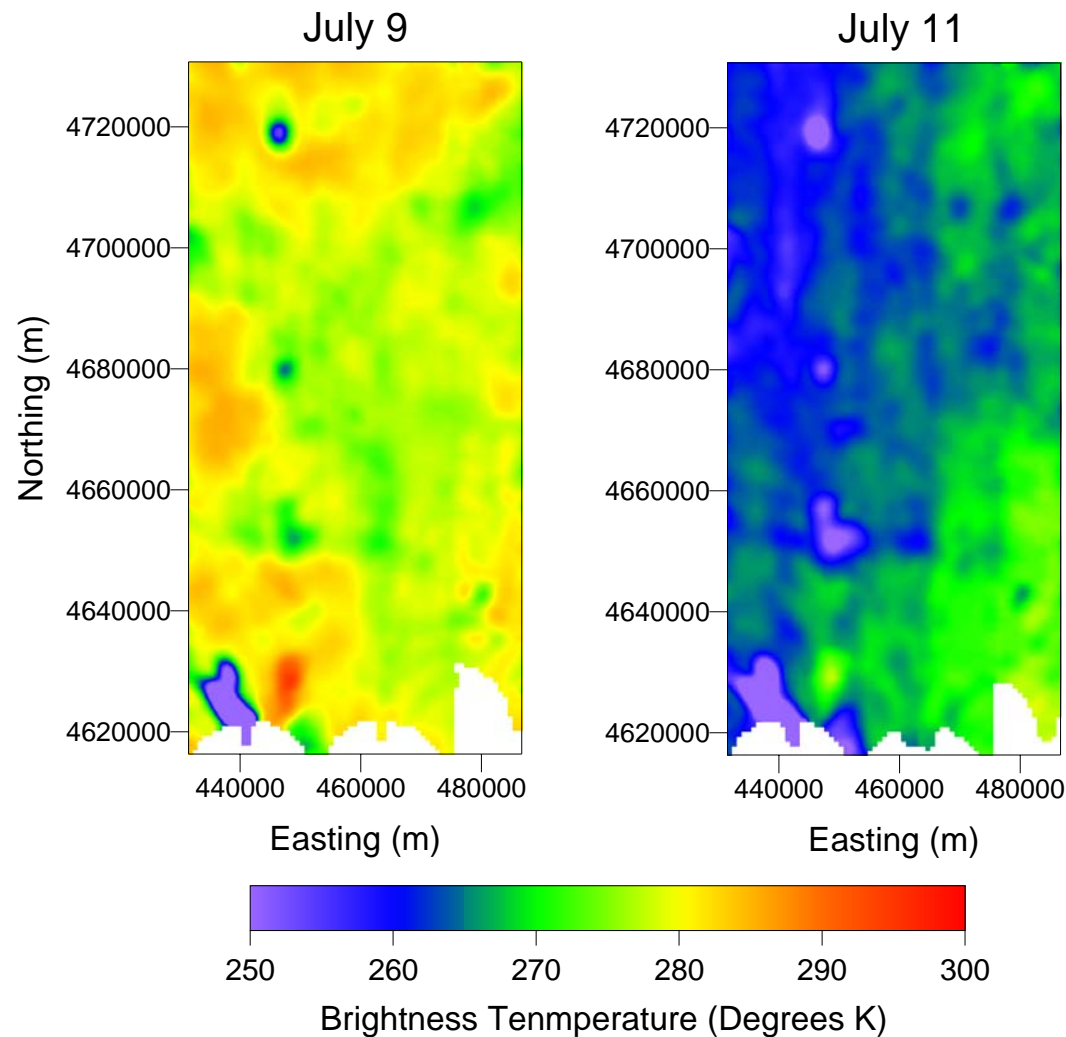 July 9
July 11
Northing (m)
4720000
4700000
4680000
4660000
4640000
4620000
440000 460000 480000
Easting (m)
4720000
4700000
4680000
4660000
4640000
4620000
440000 460000 480000
Easting (m)
250 260 270 280 290 300
Brightness Tenmperature (Degrees K)